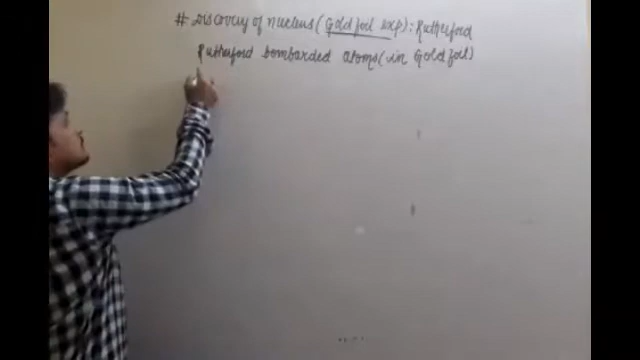 # Discovery of nucleus (Gold foil exp): Rutherford
Rutherford bombarded atoms (in Gold foil)